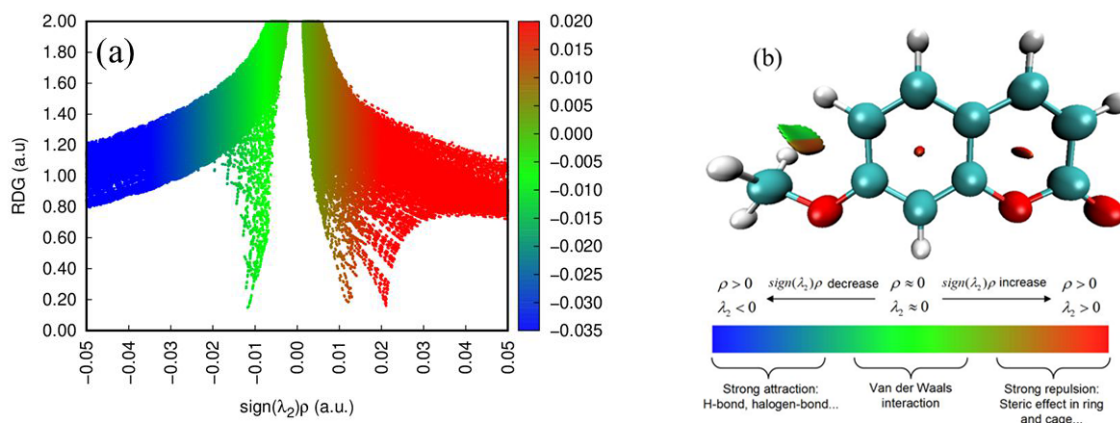 (a)
RDG (a.u)
2.00
1.80
1.60
1.40
1.20
1.00
0.80
0.60
0.40
0.20
0.00
−0.05
−0.04
−0.03
−0.02
−0.01
0.00
0.01
0.02
0.03
0.04
0.05
sign(λ₂)ρ (a.u.)
0.020
0.015
0.010
0.005
0.000
−0.005
−0.010
−0.015
−0.020
−0.025
−0.030
−0.035
(b)
ρ > 0 sign(λ₂)ρ decrease ρ ≈ 0 sign(λ₂)ρ increase ρ > 0
λ₂ < 0 λ₂ ≈ 0 λ₂ > 0
Strong attraction:
H-bond, halogen-bond...
Van der Waals
interaction
Strong repulsion:
Steric effect in ring
and cage...